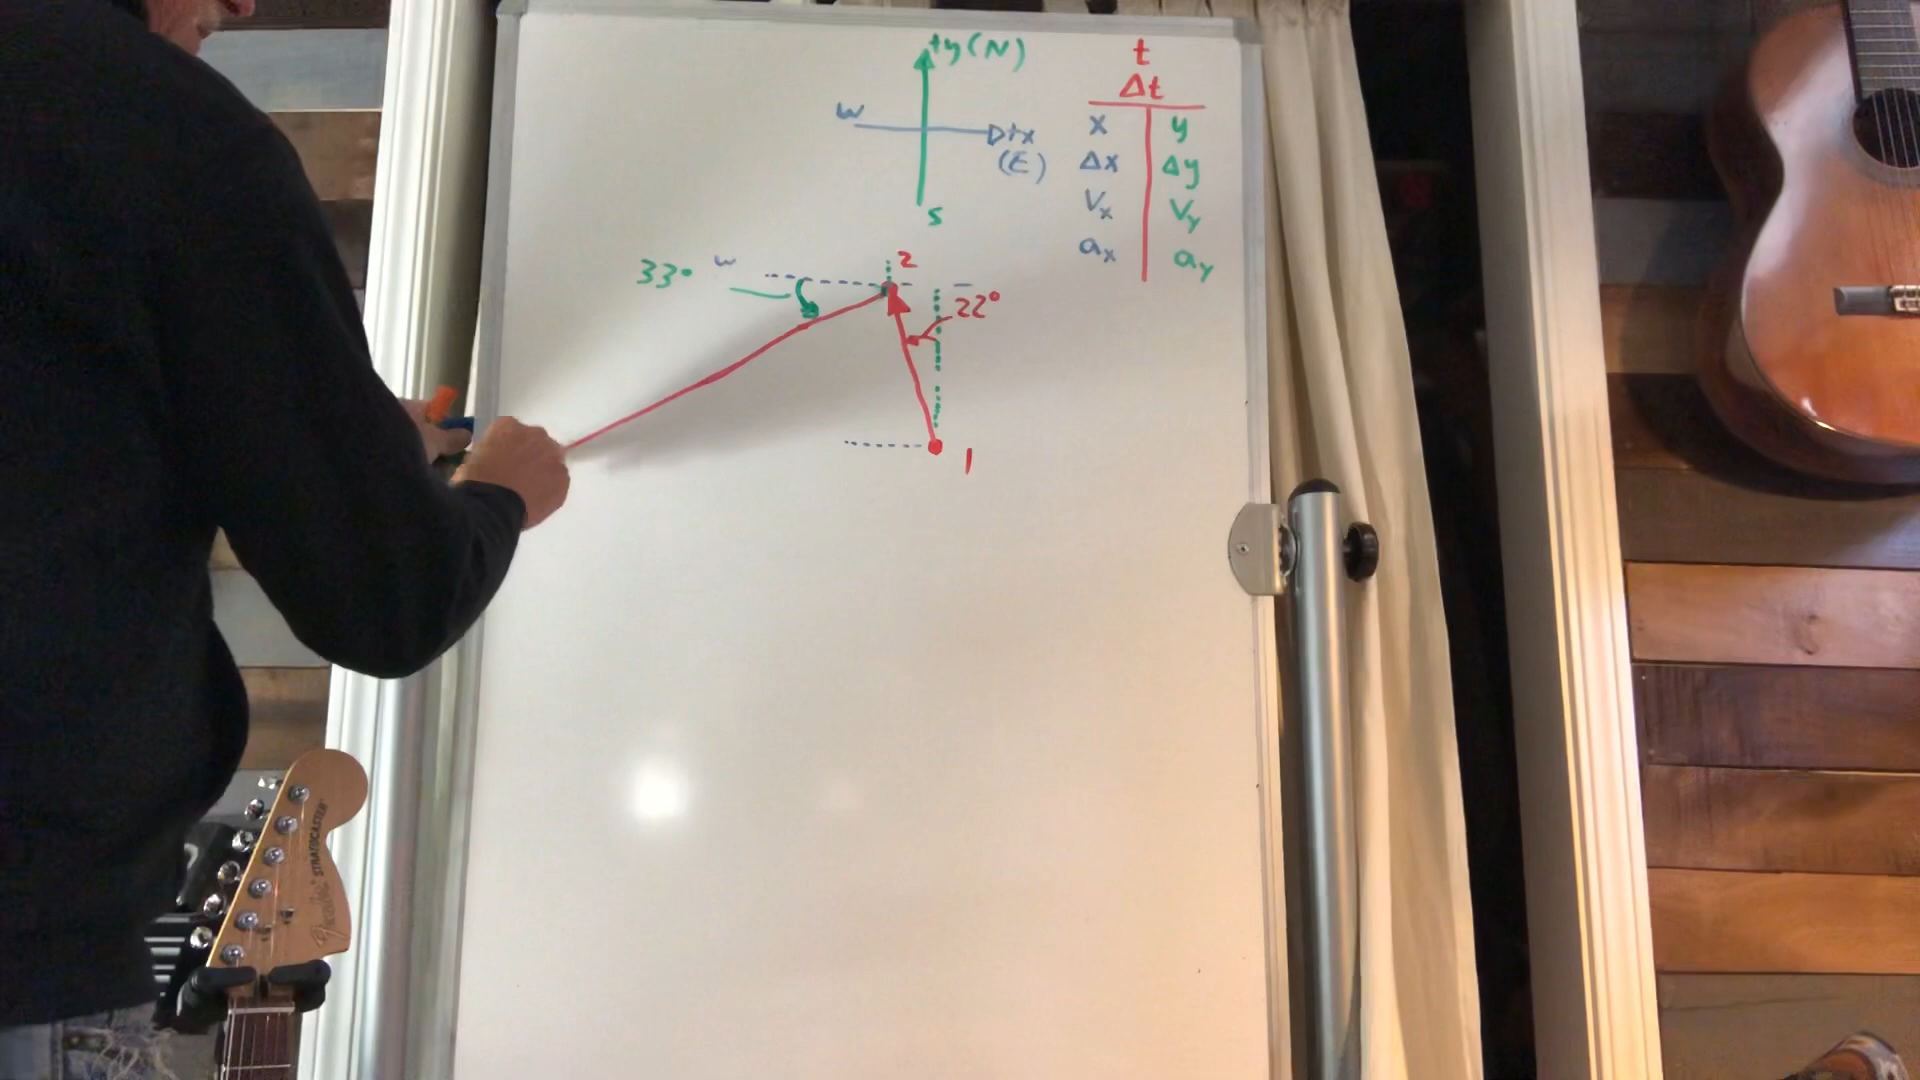 +y(N)
W
+x
(E)
S
t
Δt
x y
Δx Δy
Vx Vy
ax ay
33°
W
2
22°
1
STRATOCASTER
Fender